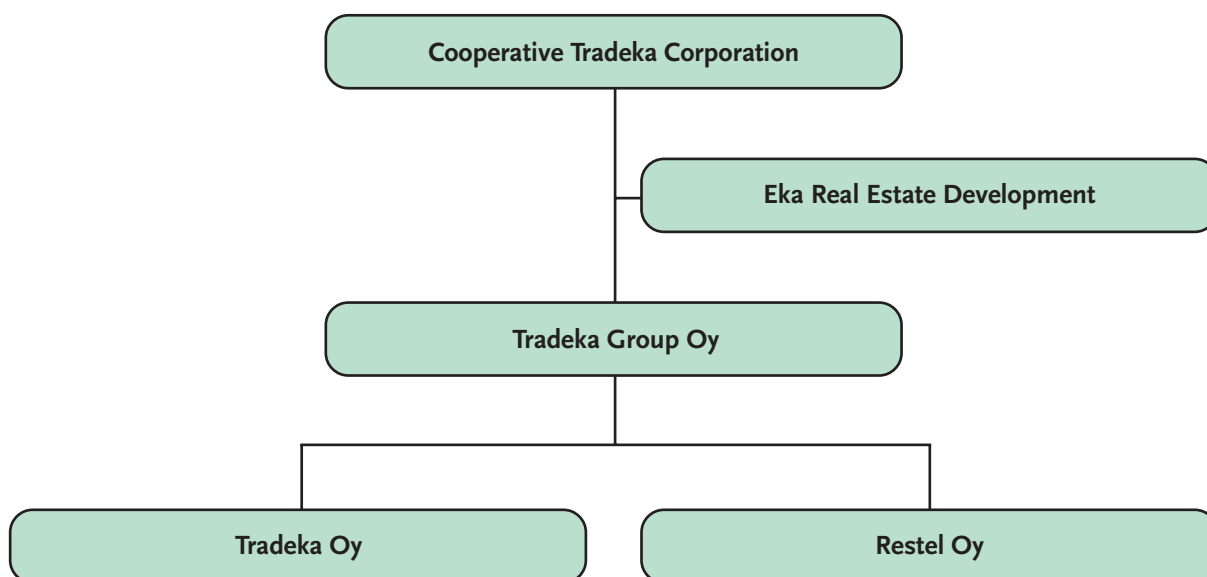 Cooperative Tradeka Corporation
Eka Real Estate Development
Tradeka Group Oy
Tradeka Oy
Restel Oy